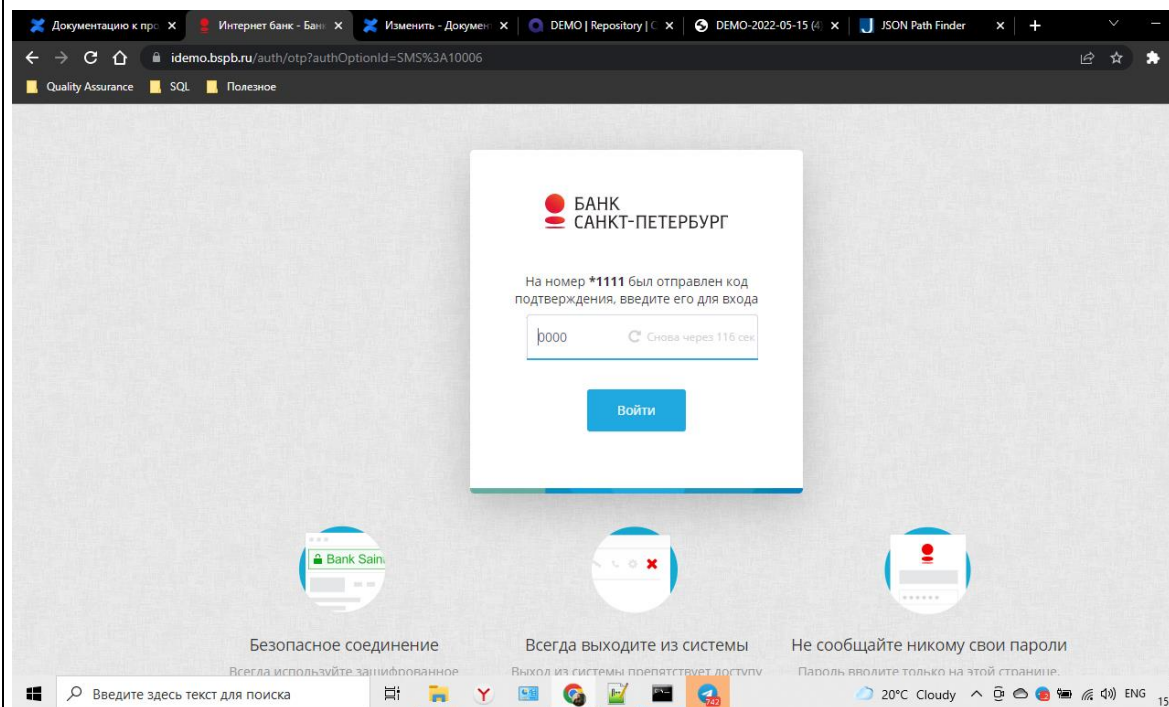 Документацию к про
Интернет банк - Бан
Изменить - Докумен
DEMO | Repository | C
DEMO-2022-05-15 (4)
JSON Path Finder
idemo.bspb.ru/auth/otp?authOptionId=SMS%3A10006
Quality Assurance SQL Полезное
БАНК
САНКТ-ПЕТЕРБУРГ
На номер *1111 был отправлен код
подтверждения, введите его для входа
0000 Снова через 116 сек
Войти
Bank Sain
Безопасное соединение
Всегда выходите из системы
Не сообщайте никому свои пароли
Всегда используйте зашифрованное
Выход из системы препятствует доступу
Пароль вводите только на этой странице.
Введите здесь текст для поиска
742
20°C Cloudy
ENG
15